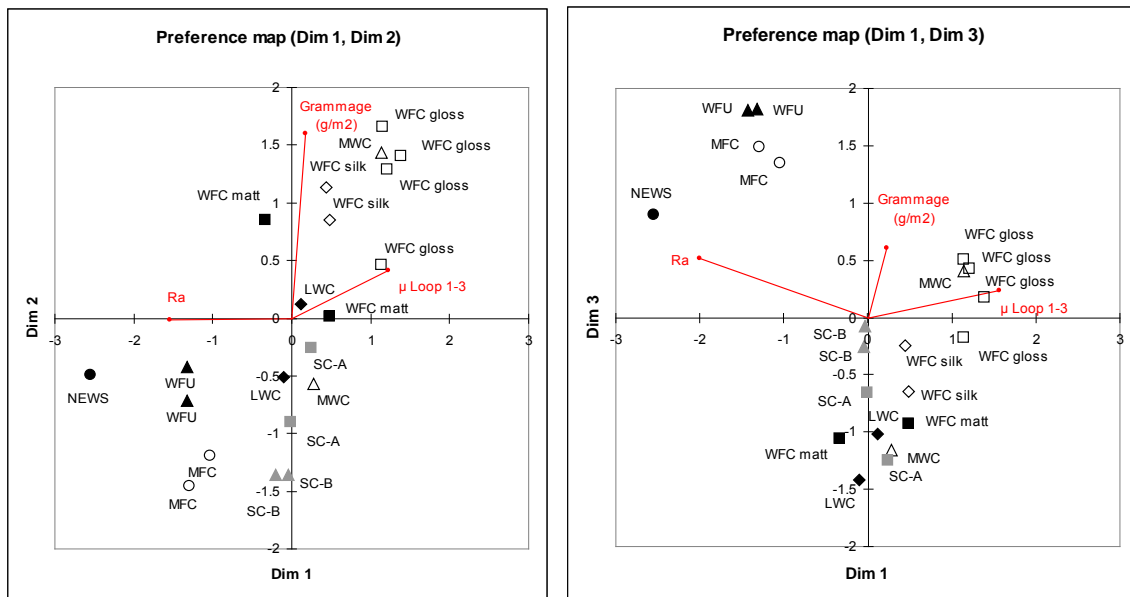 Preference map (Dim 1, Dim 2)
2
Grammage
(g/m2)
WFC gloss
1.5
MWC
WFC gloss
WFC silk
WFC gloss
WFC matt
1
WFC silk
0.5
WFC gloss
LWC
µ Loop 1-3
Ra
WFC matt
0
-3
-2
-1
0
1
2
3
Dim 2
SC-A
WFU
-0.5
NEWS
LWC
MWC
WFU
-1
SC-A
MFC
SC-B
MFC
-1.5
SC-B
-2
Dim 1
Preference map (Dim 1, Dim 3)
2
WFU
WFU
1.5
MFC
MFC
NEWS
1
Grammage
(g/m2)
WFC gloss
0.5
WFC gloss
Ra
MWC
WFC gloss
µ Loop 1-3
0
-3
-2
-1
0
1
2
3
Dim 3
SC-B
SC-B
WFC gloss
WFC silk
-0.5
SC-A
WFC silk
LWC
WFC matt
-1
WFC matt
MWC
SC-A
LWC
-1.5
-2
Dim 1